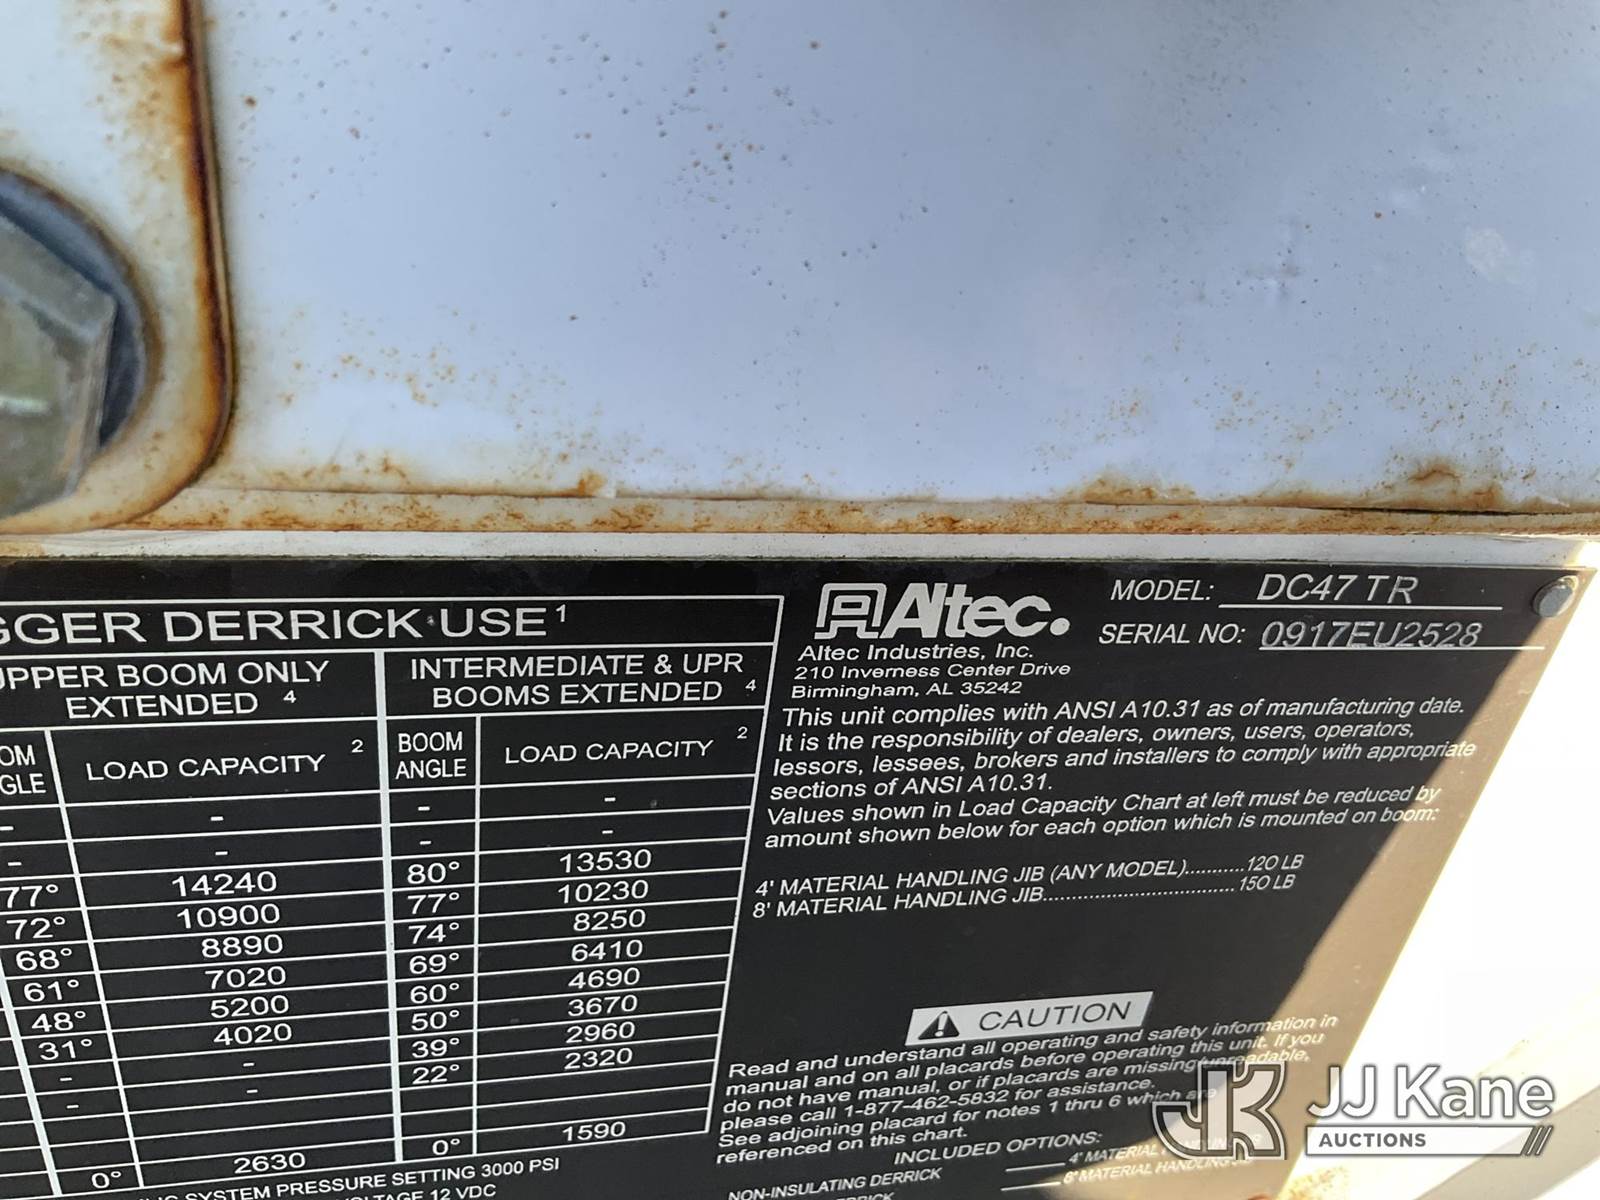 GGER DERRICK USE 1
UPPER BOOM ONLY
EXTENDED 4
INTERMEDIATE & UPR
BOOMS EXTENDED 4
OM
GLE
LOAD CAPACITY 2
BOOM
ANGLE
LOAD CAPACITY 2
- - - -
- - - -
77° 14240 80° 13530
72° 10900 77° 10230
68° 8890 74° 8250
61° 7020 69° 6410
48° 5200 60° 4690
31° 4020 50° 3670
- - 39° 2960
- - 22° 2320
0° 2630 0° 1590
SYSTEM PRESSURE SETTING 3000 PSI
12 VDC
Altec.
MODEL: DC47 TR
SERIAL NO: 0917EU2528
Altec Industries, Inc.
210 Inverness Center Drive
Birmingham, AL 35242
This unit complies with ANSI A10.31 as of manufacturing date.
It is the responsibility of dealers, owners, users, operators,
lessors, lessees, brokers and installers to comply with appropriate
sections of ANSI A10.31.
Values shown in Load Capacity Chart at left must be reduced by
amount shown below for each option which is mounted on boom:
4' MATERIAL HANDLING JIB (ANY MODEL)...........120 LB
8' MATERIAL HANDLING JIB..............................150 LB
CAUTION
Read and understand all operating and safety information in
manual and on all placards before operating this unit. If you
do not have manual, or if placards are missing/unreadable,
please call 1-877-462-5832 for assistance.
See adjoining placard for notes 1 thru 6 which are
referenced on this chart.
INCLUDED OPTIONS:
NON-INSULATING DERRICK
4' MATERIAL
8' MATERIAL HANDLING
DERRICK
JK JJ Kane
AUCTIONS